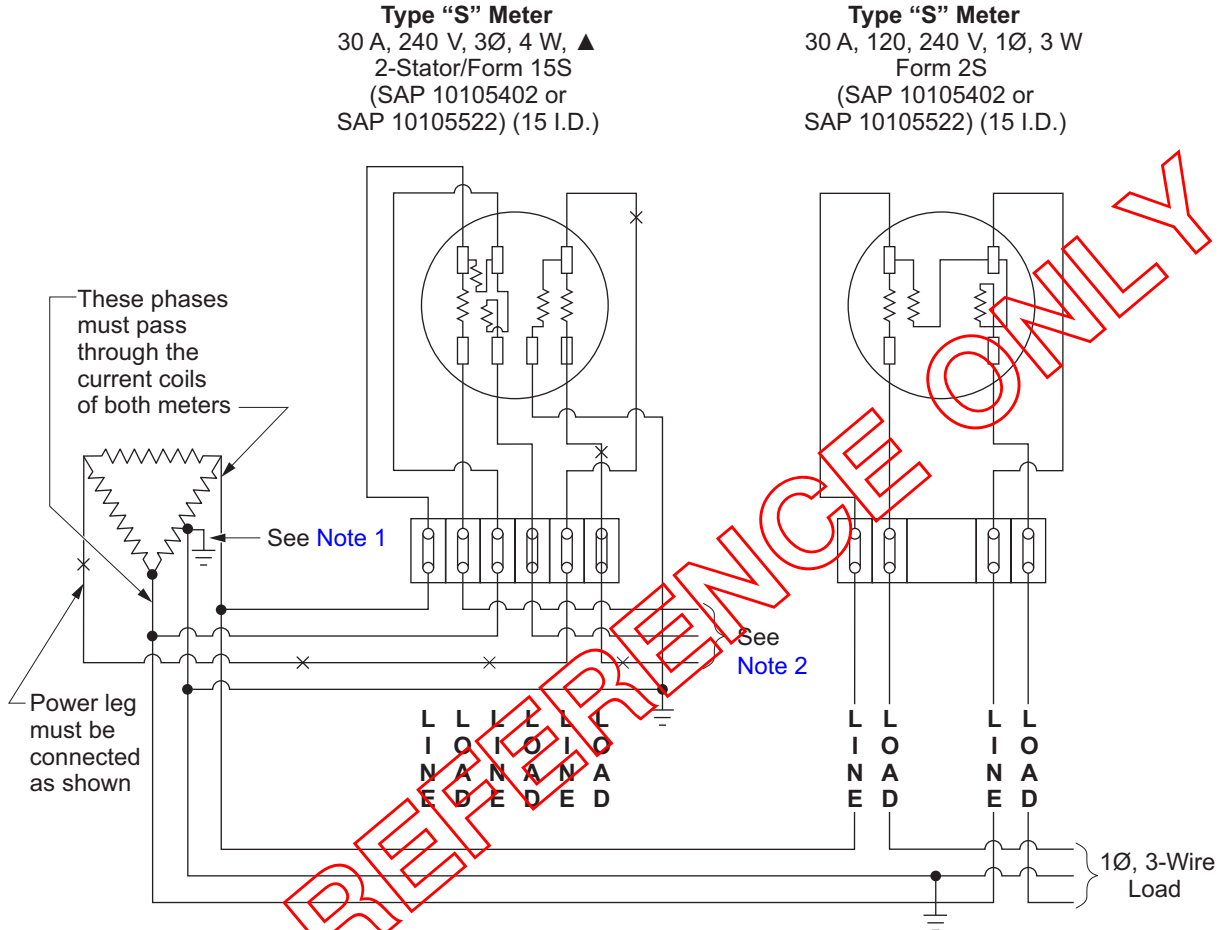 Type “S” Meter
30 A, 240 V, 3Ø, 4 W, ▲
2-Stator/Form 15S
(SAP 10105402 or
SAP 10105522) (15 I.D.)
Type “S” Meter
30 A, 120, 240 V, 1Ø, 3 W
Form 2S
(SAP 10105402 or
SAP 10105522) (15 I.D.)
These phases
must pass
through the
current coils
of both meters
See Note 1
See
Note 2
Power leg
must be
connected
as shown
LINE
LOAD
LINE
LOAD
LINE
LOAD
LINE
LOAD
LINE
LOAD
1Ø, 3-Wire
Load
REFERENCE ONLY